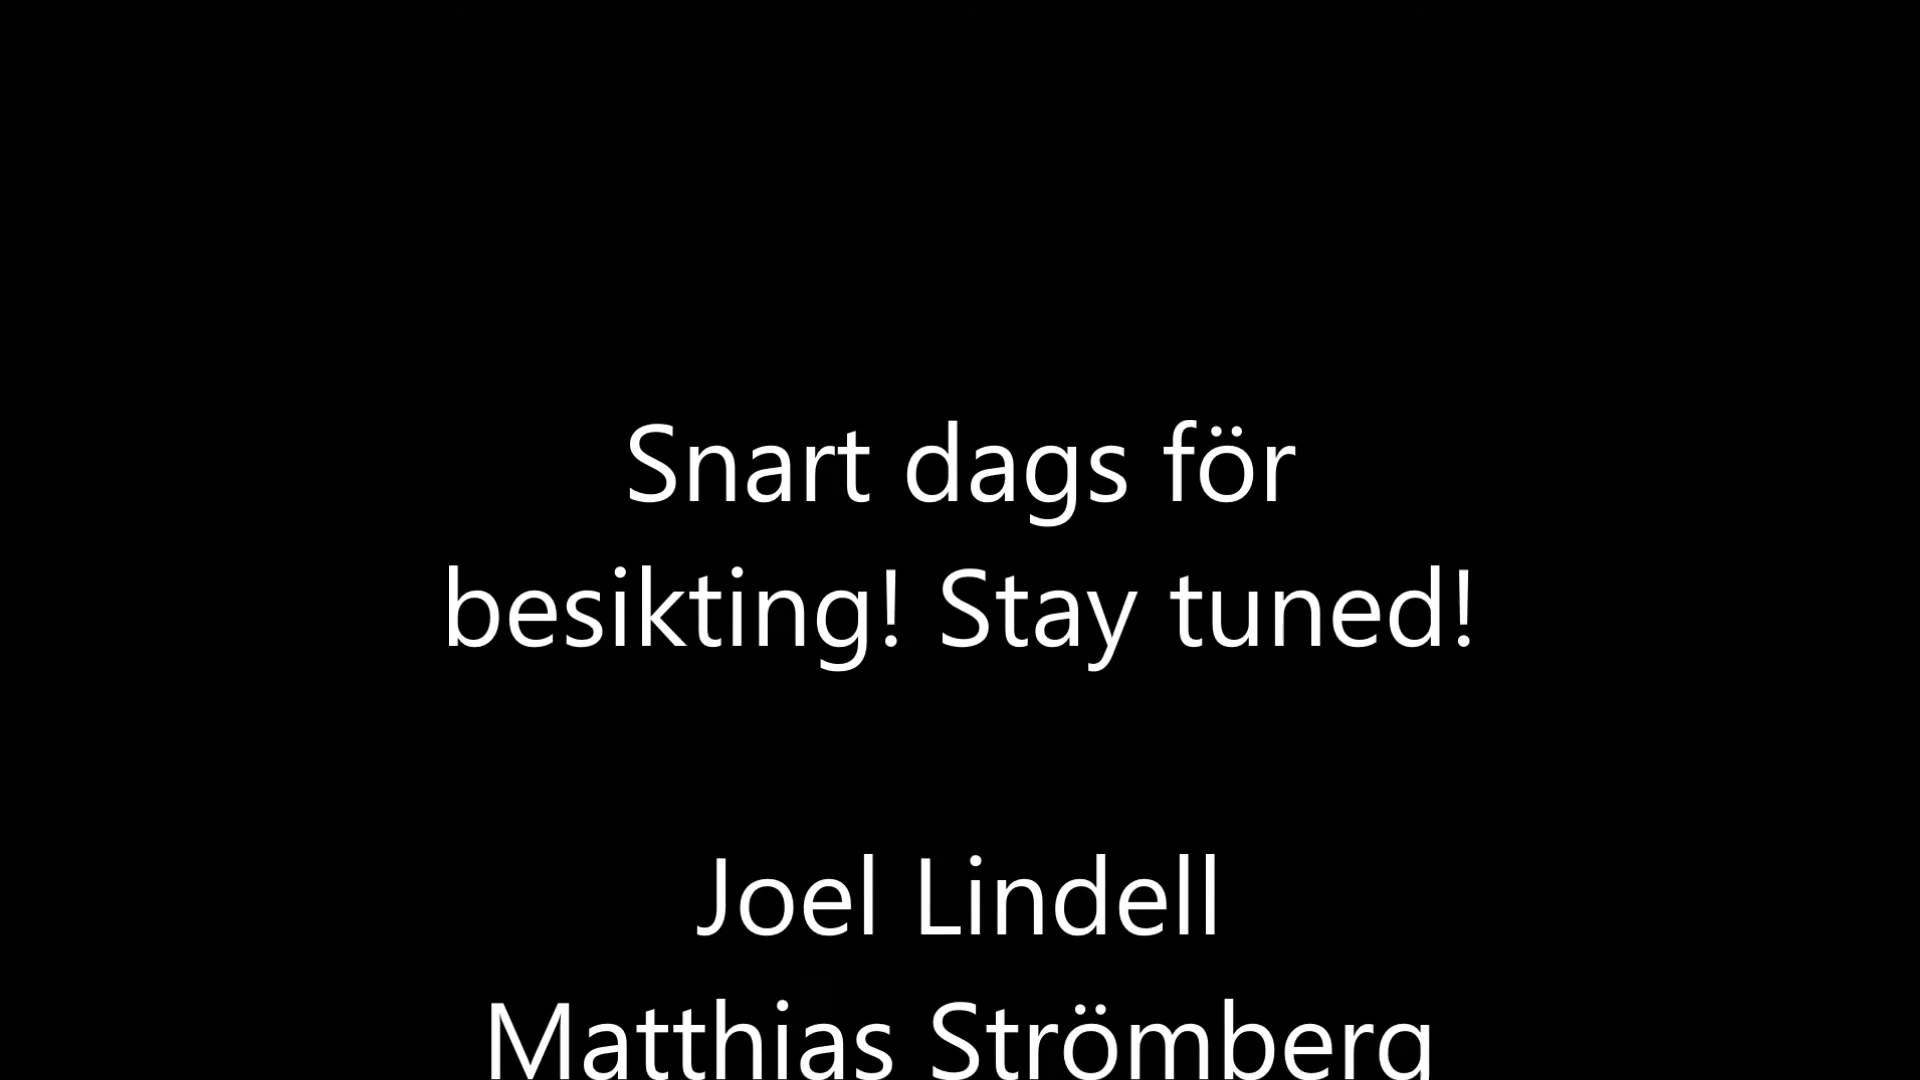 Snart dags för
besikting! Stay tuned!
Joel Lindell
Matthias Strömberg